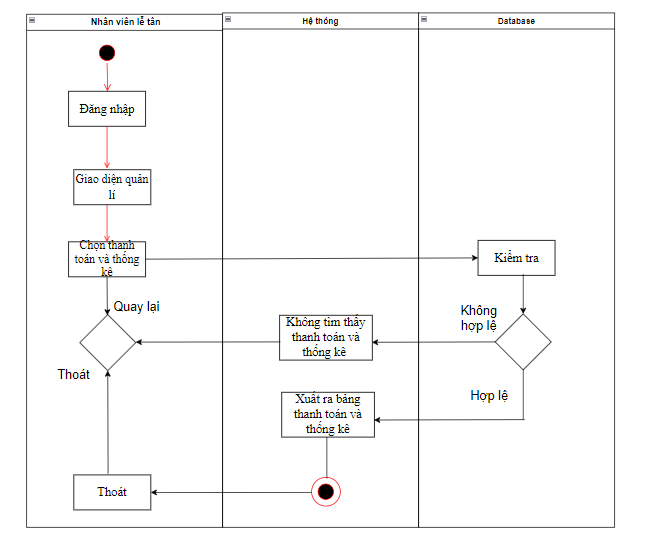 Nhân viên lễ tân
Hệ thóng
Database
Đăng nhập
Giao diện quản
lí
Chọn thanh
toán và thống
kê
Kiểm tra
Quay lại
Không
hợp lệ
Không tìm thấy
thanh toán và
thống kê
Thoát
Hợp lệ
Xuất ra bảng
thanh toán và
thống kê
Thoát